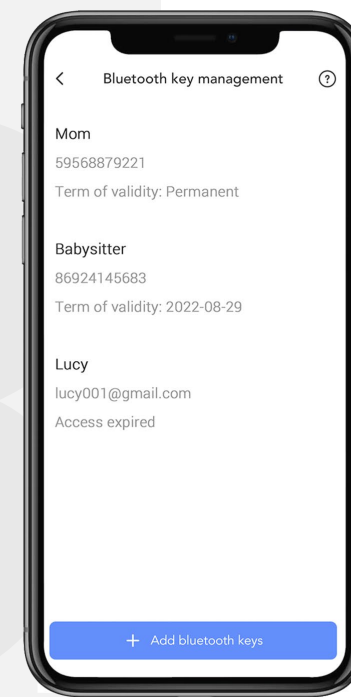 Bluetooth key management
Mom
59568879221
Term of validity: Permanent
Babysitter
86924145683
Term of validity: 2022-08-29
Lucy
lucy001@gmail.com
Access expired
+ Add bluetooth keys